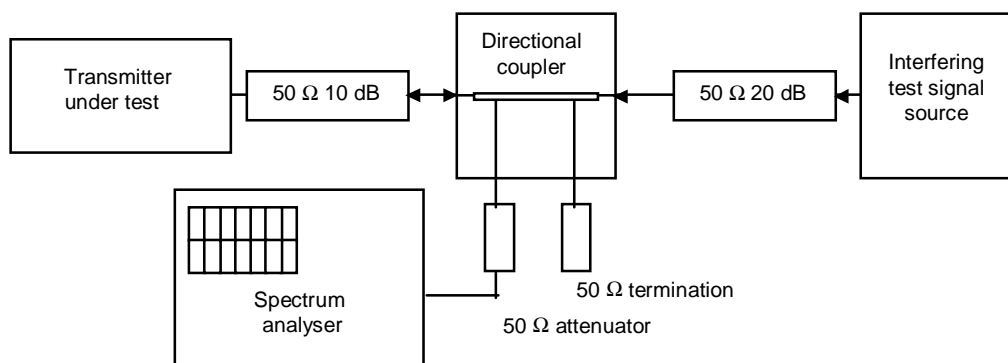 Transmitter
under test
50 Ω 10 dB
Directional
coupler
50 Ω 20 dB
Interfering
test signal
source
Spectrum
analyser
50 Ω termination
50 Ω attenuator